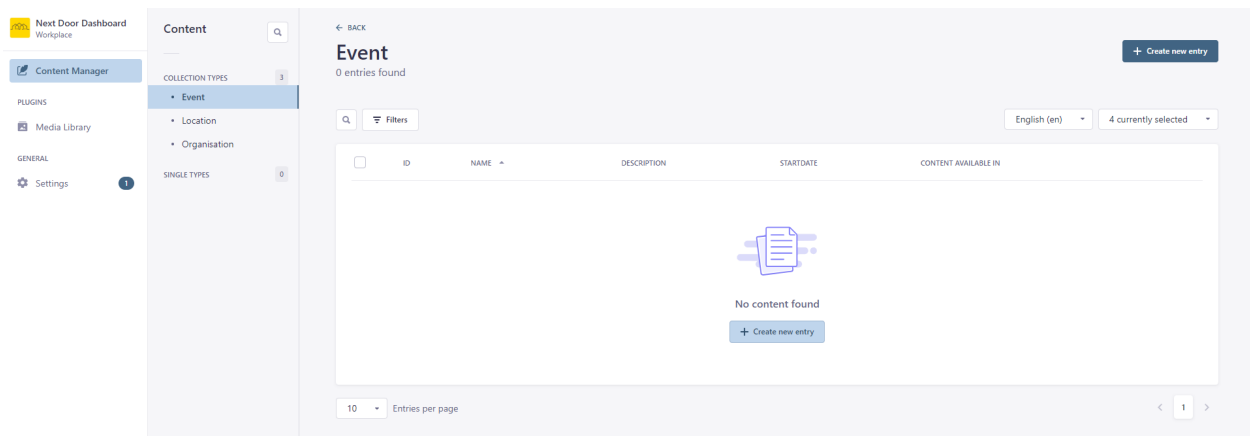 Next Door Dashboard
Workplace
Content Manager
PLUGINS
Media Library
GENERAL
Settings
1
Content
COLLECTION TYPES
3
• Event
• Location
• Organisation
SINGLE TYPES
0
← BACK
Event
0 entries found
+ Create new entry
Filters
English (en)
4 currently selected
ID
NAME
DESCRIPTION
STARTDATE
CONTENT AVAILABLE IN
No content found
+ Create new entry
10
Entries per page
< 1 >